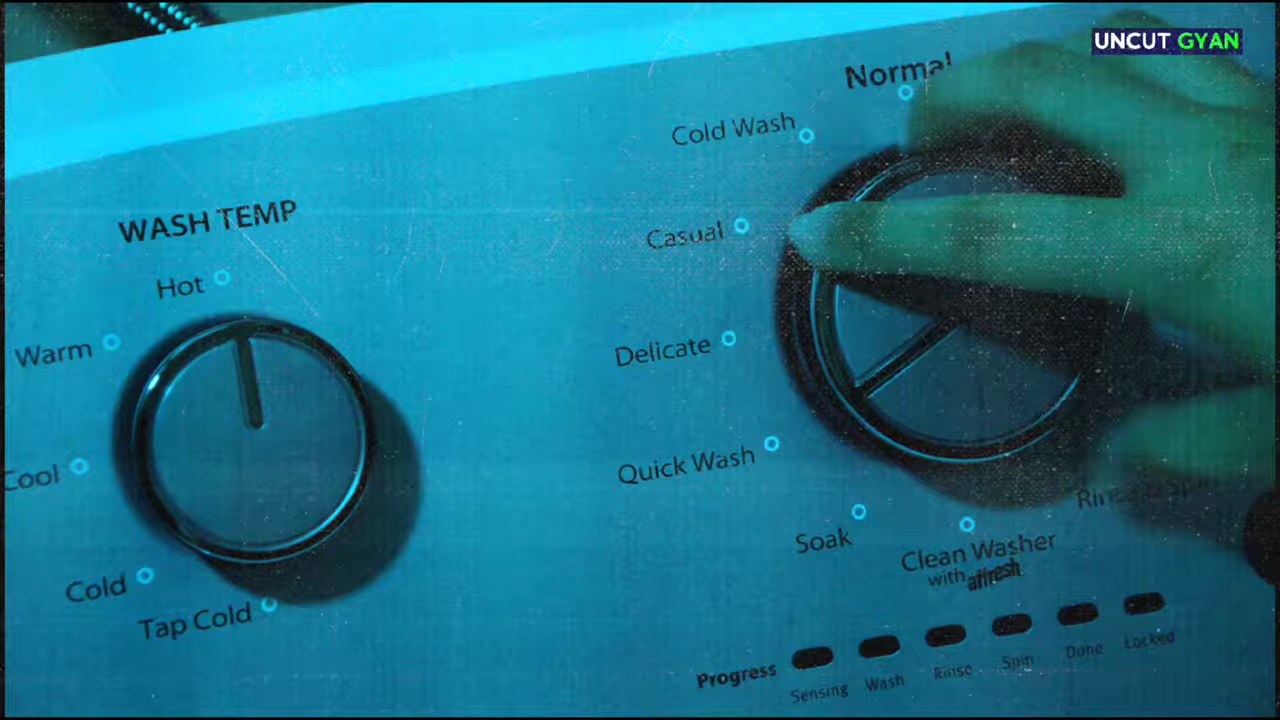 UNCUT GYAN
Normal
Cold Wash
Casual
Delicate
Quick Wash
Soak
Clean Washer
with affresh
WASH TEMP
Hot
Warm
Cool
Cold
Tap Cold
Progress
Sensing
Wash
Rinse
Spin
Done
Locked